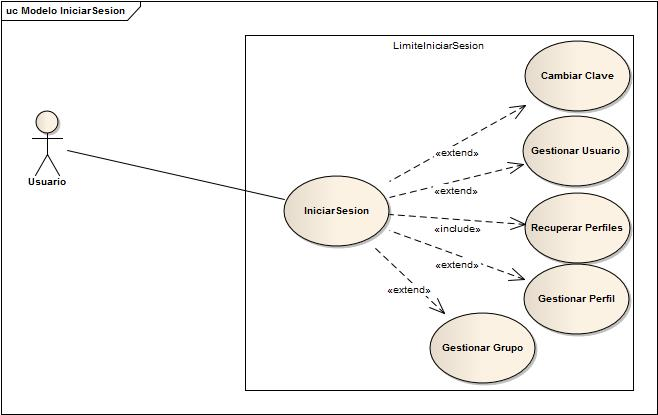 uc Modelo IniciarSesion
LimiteIniciarSesion
Cambiar Clave
«extend»
Gestionar Usuario
«extend»
Usuario
IniciarSesion
«include»
Recuperar Perfiles
«extend»
Gestionar Perfil
«extend»
Gestionar Grupo